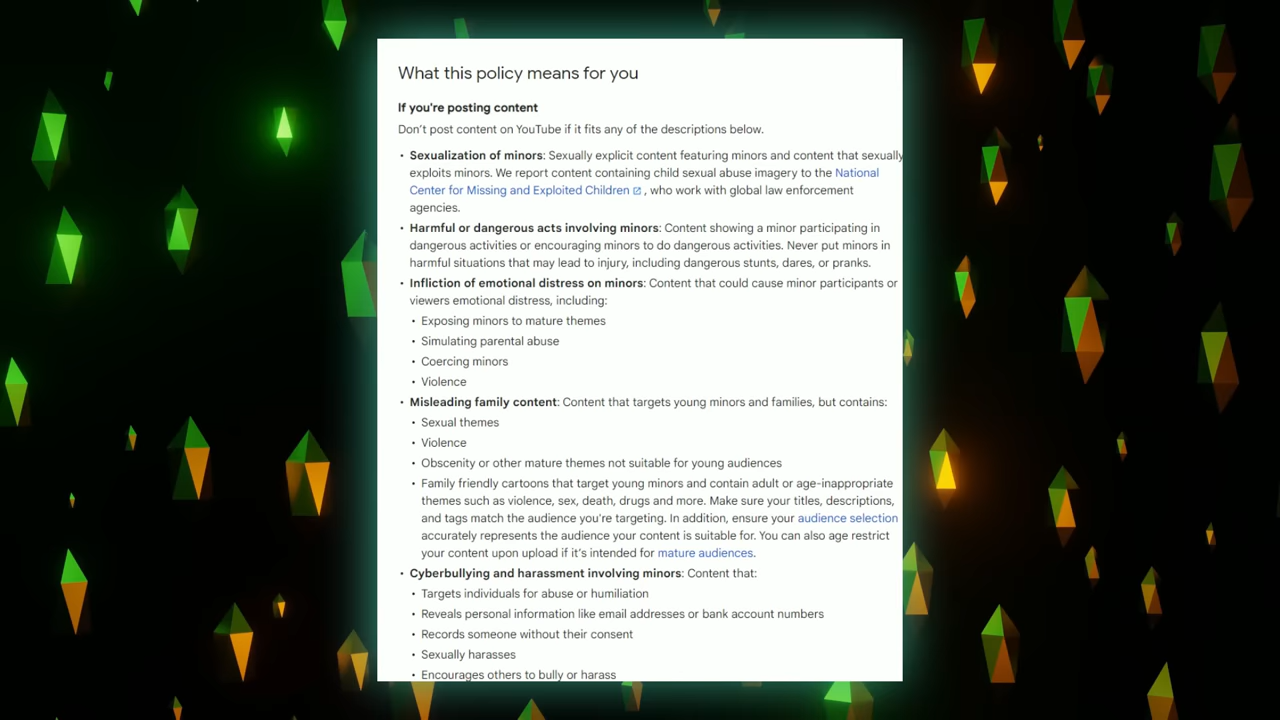 What this policy means for you
If you're posting content
Don't post content on YouTube if it fits any of the descriptions below.
• Sexualization of minors: Sexually explicit content featuring minors and content that sexually
exploits minors. We report content containing child sexual abuse imagery to the National
Center for Missing and Exploited Children , who work with global law enforcement
agencies.
• Harmful or dangerous acts involving minors: Content showing a minor participating in
dangerous activities or encouraging minors to do dangerous activities. Never put minors in
harmful situations that may lead to injury, including dangerous stunts, dares, or pranks.
• Infliction of emotional distress on minors: Content that could cause minor participants or
viewers emotional distress, including:
• Exposing minors to mature themes
• Simulating parental abuse
• Coercing minors
• Violence
• Misleading family content: Content that targets young minors and families, but contains:
• Sexual themes
• Violence
• Obscenity or other mature themes not suitable for young audiences
• Family friendly cartoons that target young minors and contain adult or age-inappropriate
themes such as violence, sex, death, drugs and more. Make sure your titles, descriptions,
and tags match the audience you're targeting. In addition, ensure your audience selection
accurately represents the audience your content is suitable for. You can also age restrict
your content upon upload if it's intended for mature audiences.
• Cyberbullying and harassment involving minors: Content that:
• Targets individuals for abuse or humiliation
• Reveals personal information like email addresses or bank account numbers
• Records someone without their consent
• Sexually harasses
• Encourages others to bully or harass